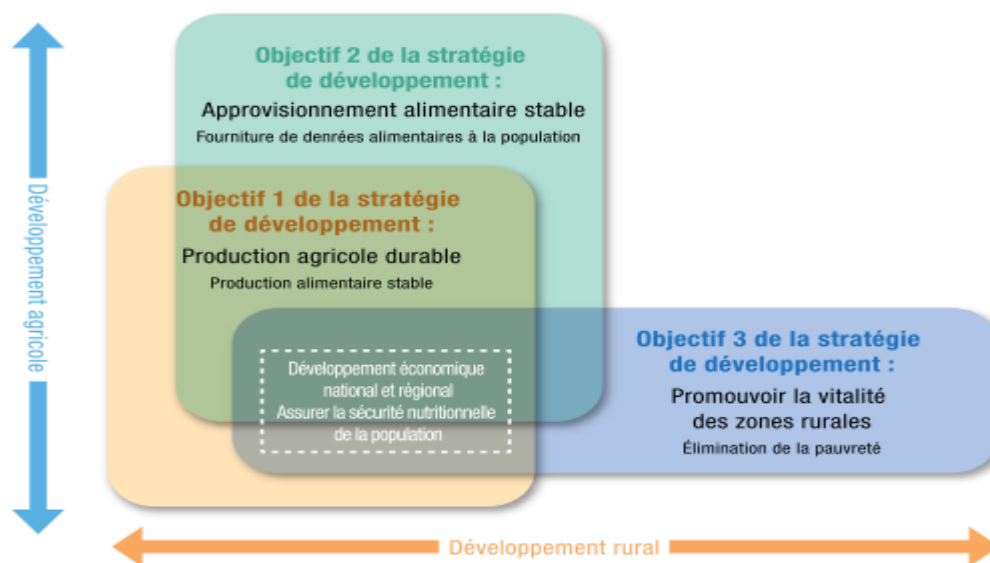 Objectif 2 de la stratégie
de développement :
Approvisionnement alimentaire stable
Fourniture de denrées alimentaires à la population
Objectif 1 de la stratégie
de développement :
Production agricole durable
Production alimentaire stable
Objectif 3 de la stratégie
de développement :
Promouvoir la vitalité
des zones rurales
Élimination de la pauvreté
Développement économique
national et régional
Assurer la sécurité nutritionnelle
de la population
Développement agricole
Développement rural